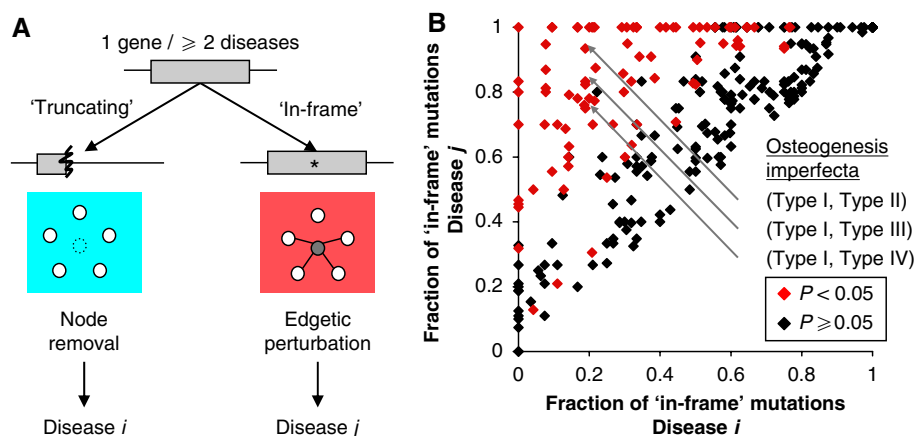 A
1 gene / ⩾ 2 diseases
'Truncating'
'In-frame'
*
Node
removal
Edgetic
perturbation
Disease i
Disease j
B
Fraction of 'in-frame' mutations
Disease j
1
0.8
0.6
0.4
0.2
0
0
0.2
0.4
0.6
0.8
1
Fraction of 'in-frame' mutations
Disease i
Osteogenesis
imperfecta
(Type I, Type II)
(Type I, Type III)
(Type I, Type IV)
P < 0.05
P ⩾ 0.05